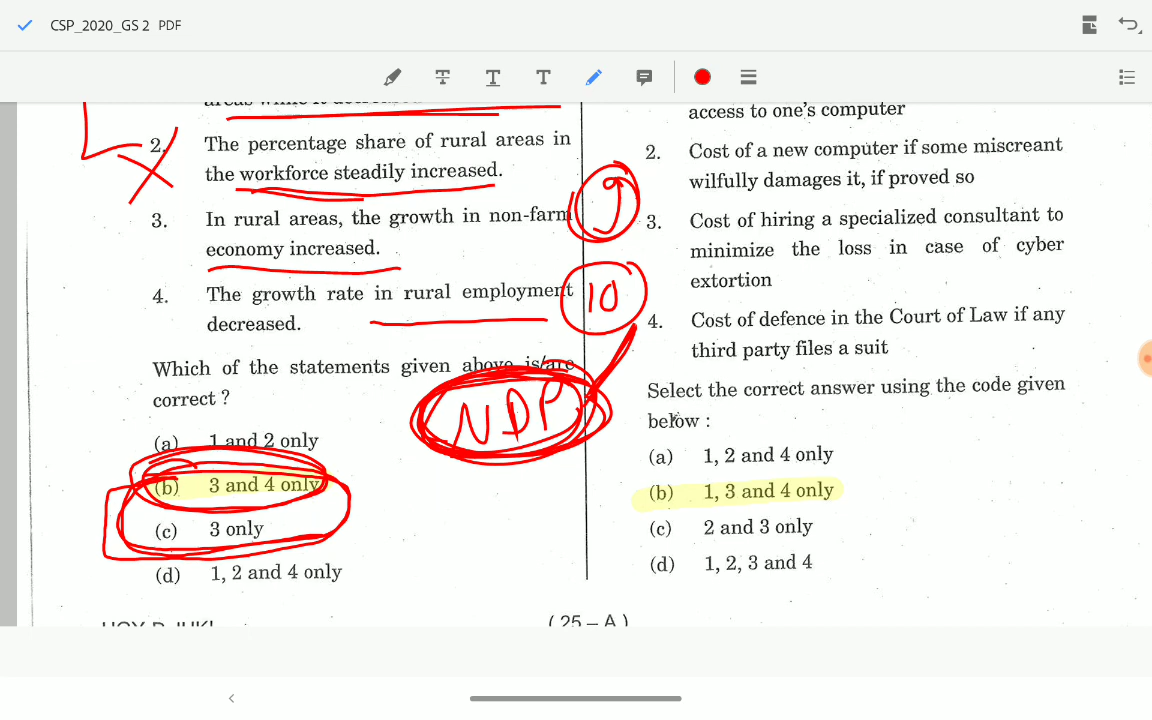 CSP_2020_GS 2 PDF
2. The percentage share of rural areas in
the workforce steadily increased.
3. In rural areas, the growth in non-farm
economy increased.
4. The growth rate in rural employment
decreased.
Which of the statements given above is/are
correct ?
(a) 1 and 2 only
(b) 3 and 4 only
(c) 3 only
(d) 1, 2 and 4 only
10
NDP
access to one's computer
2. Cost of a new computer if some miscreant
wilfully damages it, if proved so
3. Cost of hiring a specialized consultant to
minimize the loss in case of cyber
extortion
4. Cost of defence in the Court of Law if any
third party files a suit
Select the correct answer using the code given
below :
(a) 1, 2 and 4 only
(b) 1, 3 and 4 only
(c) 2 and 3 only
(d) 1, 2, 3 and 4
( 25 – A )